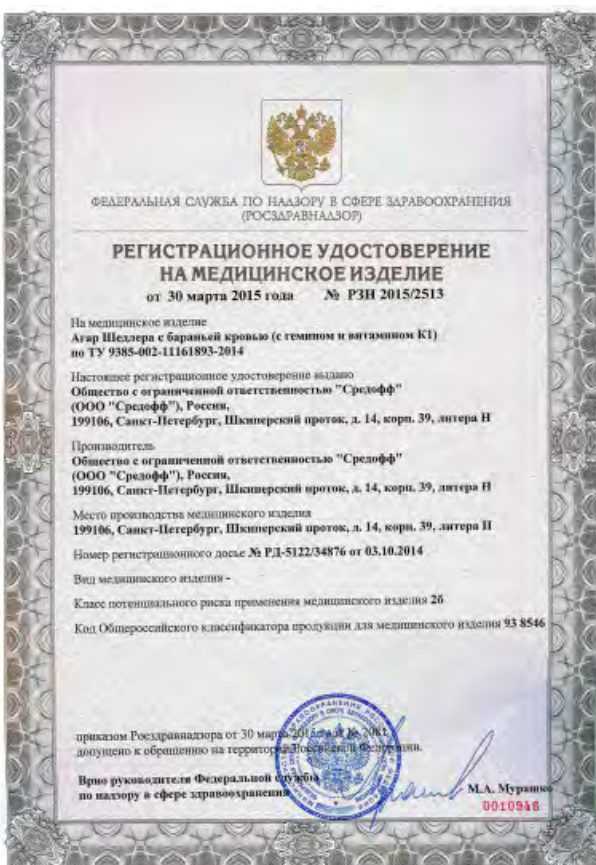 ФЕДЕРАЛЬНАЯ СЛУЖБА ПО НАДЗОРУ В СФЕРЕ ЗДРАВООХРАНЕНИЯ
(РОСЗДРАВНАДЗОР)
РЕГИСТРАЦИОННОЕ УДОСТОВЕРЕНИЕ
НА МЕДИЦИНСКОЕ ИЗДЕЛИЕ
от 30 марта 2015 года № РЗН 2015/2513
На медицинское изделие
Агар Шедлера с бараньей кровью (с гемином и витамином К1)
по ТУ 9385-002-11161893-2014
Настоящее регистрационное удостоверение выдано
Общество с ограниченной ответственностью "Средофф"
(ООО "Средофф"), Россия,
199106, Санкт-Петербург, Шкиперский проток, д. 14, корп. 39, литера Н
Производитель
Общество с ограниченной ответственностью "Средофф"
(ООО "Средофф"), Россия,
199106, Санкт-Петербург, Шкиперский проток, д. 14, корп. 39, литера Н
Место производства медицинского изделия
199106, Санкт-Петербург, Шкиперский проток, д. 14, корп. 39, литера Н
Номер регистрационного досье № РД-5122/34876 от 03.10.2014
Вид медицинского изделия -
Класс потенциального риска применения медицинского изделия 2б
Код Общероссийского классификатора продукции для медицинского изделия 93 8546
приказом Росздравнадзора от 30 марта 2015 года № 2081
допущено к обращению на территории Российской Федерации.
Врио руководителя Федеральной службы
по надзору в сфере здравоохранения
М.А. Мурашко
0010946